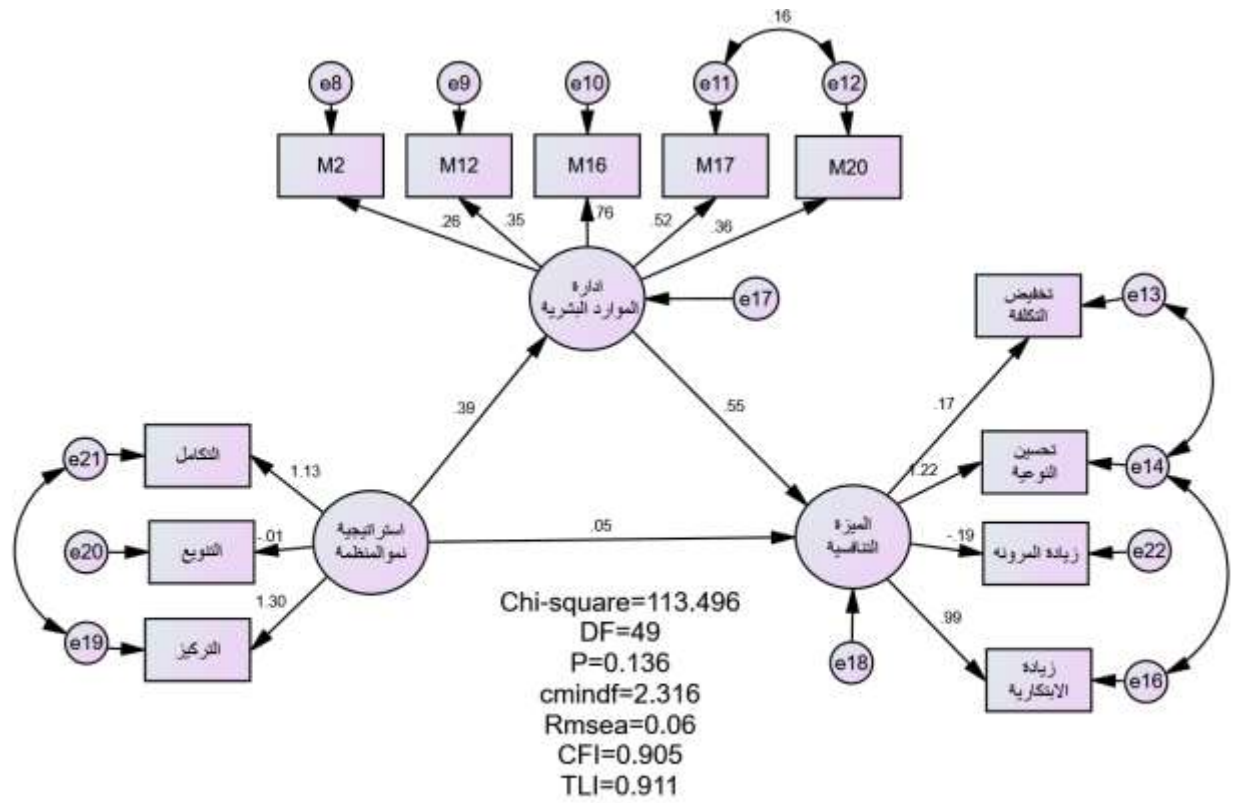 .16
e8
e9
e10
e11
e12
M2
M12
M16
M17
M20
.26
.35
.76
.52
.36
ادارة
الموارد البشرية
e17
تخفيض
التكلفة
e13
.39
.55
.17
e21
التكامل
1.13
تحسين
النوعية
e14
1.22
استراتيجية
نمو المنظمة
.05
الميزة
التنافسية
e20
التنويع
-.01
-.19
زيادة المرونه
e22
1.30
.99
e19
التركيز
e18
زيادة
الابتكارية
e16
Chi-square=113.496
DF=49
P=0.136
cmindf=2.316
Rmsea=0.06
CFI=0.905
TLI=0.911